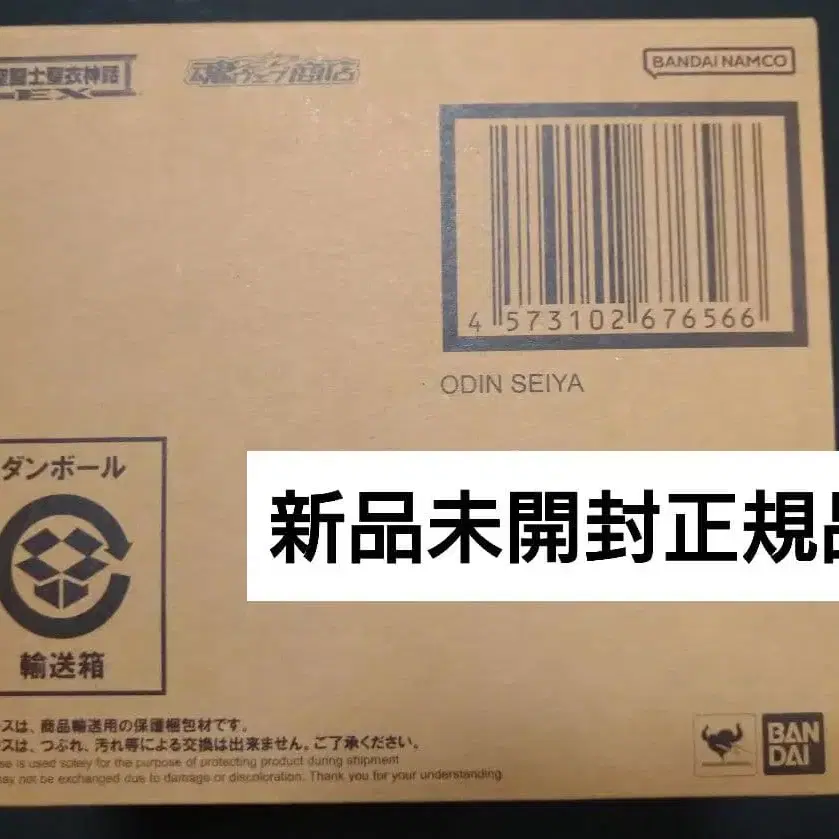 聖闘士聖衣神話
EX
魂ウェブ商店
BANDAI NAMCO
4 573102 676566
ODIN SEIYA
ダンボール
輸送箱
新品未開封正規品
スは、商品輸送用の保護梱包材です。
スは、つぶれ、汚れ等による交換は出来ません。ご了承ください。
se is used solely for the purpose of protecting product during shipment
may not be exchanged due to damage or discoloration. Thank you for your understanding
BAN
DAI